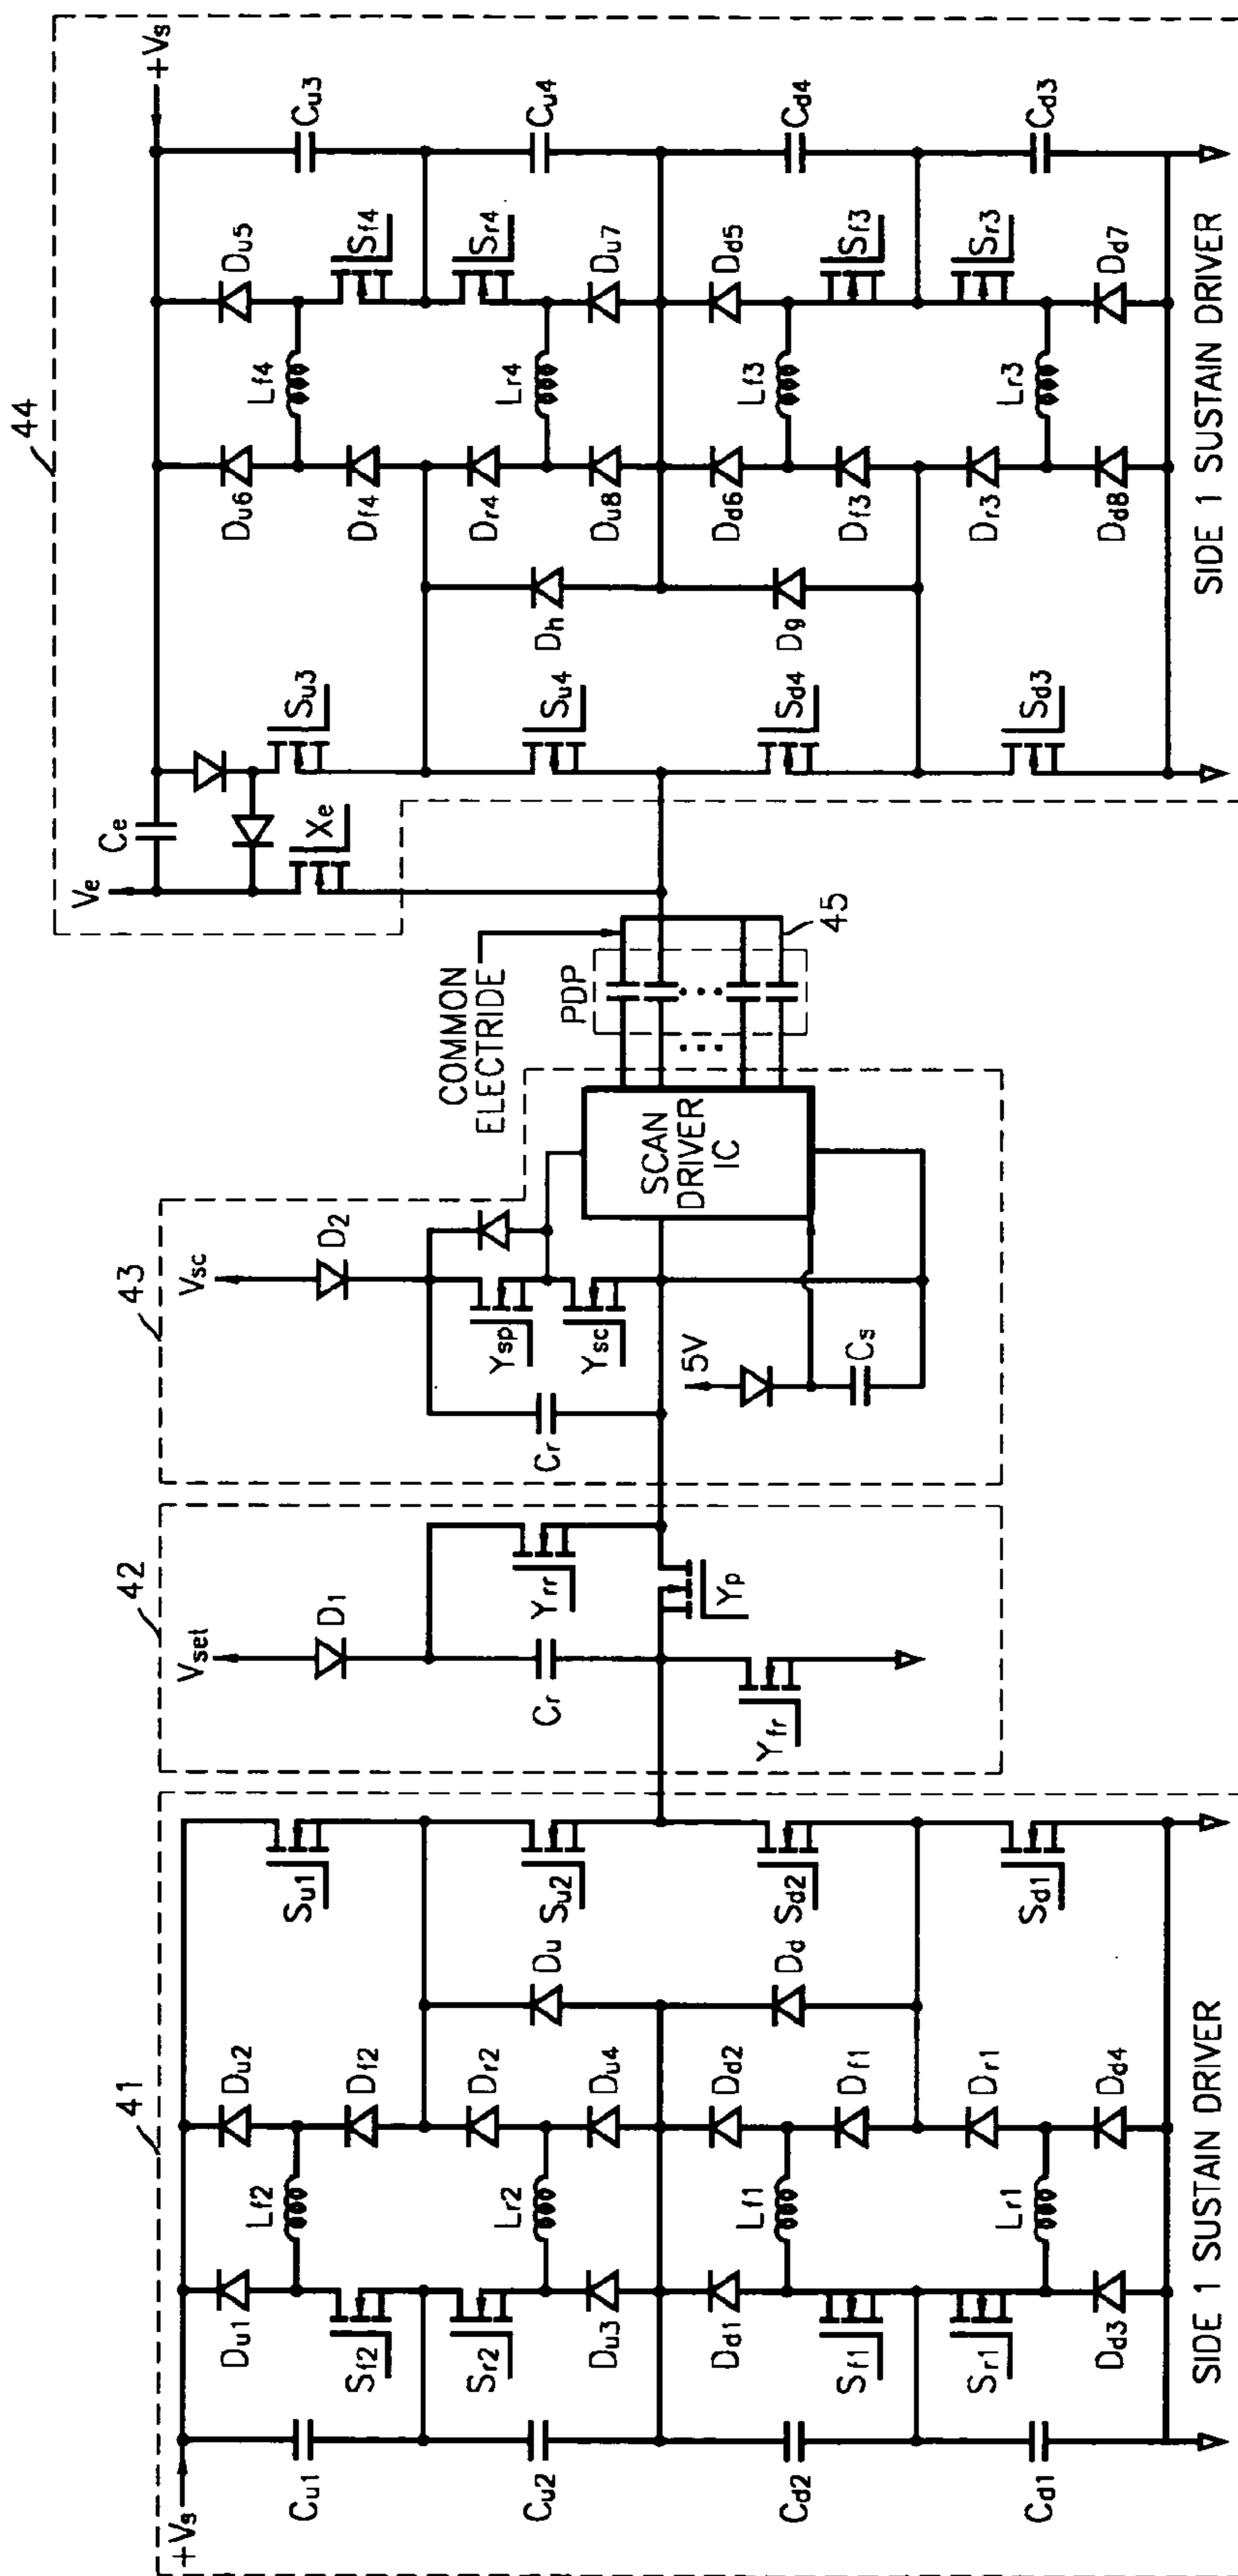 41
+Vs
Cu1
Cu2
Cd2
Cd1
Du1
Sf2
Sr2
Du3
Dd1
Sf1
Sr1
Dd3
Lf2
Lr2
Lf1
Lr1
Du2
Df2
Dr2
Du4
Dd2
Df1
Dr1
Dd4
Du
Dd
Su1
Su2
Sd2
Sd1
SIDE 1 SUSTAIN DRIVER
42
Vset
D1
Cr
Yrr
Yp
Yfr
43
Vsc
D2
Cr
Ysp
Ysc
5V
Cs
SCAN
DRIVER
IC
COMMON
ELECTRIDE
PDP
45
44
Ve
Ce
Xe
Su3
Su4
Sd4
Sd3
Dh
Dg
Du6
Df4
Dr4
Du8
Dd6
Df3
Dr3
Dd8
Lf4
Lr4
Lf3
Lr3
Du5
Sf4
Sr4
Du7
Dd5
Sf3
Sr3
Dd7
+Vs
Cu3
Cu4
Cd4
Cd3
SIDE 1 SUSTAIN DRIVER